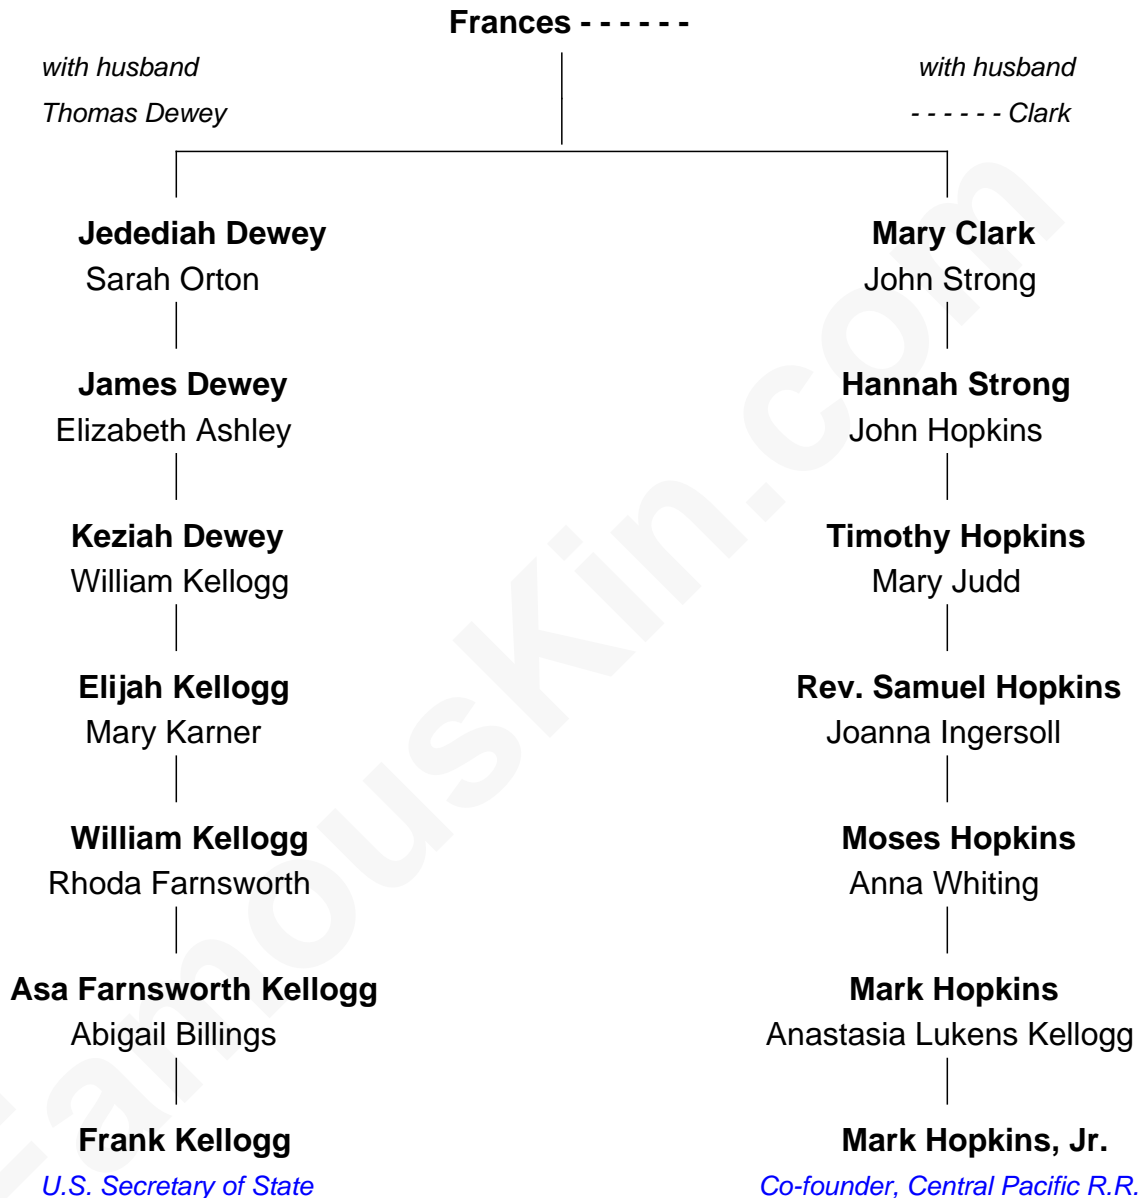 Frances - - - - - -
with husband
Thomas Dewey
with husband
- - - - - - Clark
Jedediah Dewey
Sarah Orton
Mary Clark
John Strong
James Dewey
Elizabeth Ashley
Hannah Strong
John Hopkins
Keziah Dewey
William Kellogg
Timothy Hopkins
Mary Judd
Elijah Kellogg
Mary Karner
Rev. Samuel Hopkins
Joanna Ingersoll
William Kellogg
Rhoda Farnsworth
Moses Hopkins
Anna Whiting
Asa Farnsworth Kellogg
Abigail Billings
Mark Hopkins
Anastasia Lukens Kellogg
Frank Kellogg
U.S. Secretary of State
Mark Hopkins, Jr.
Co-founder, Central Pacific R.R.
FamousKin.com